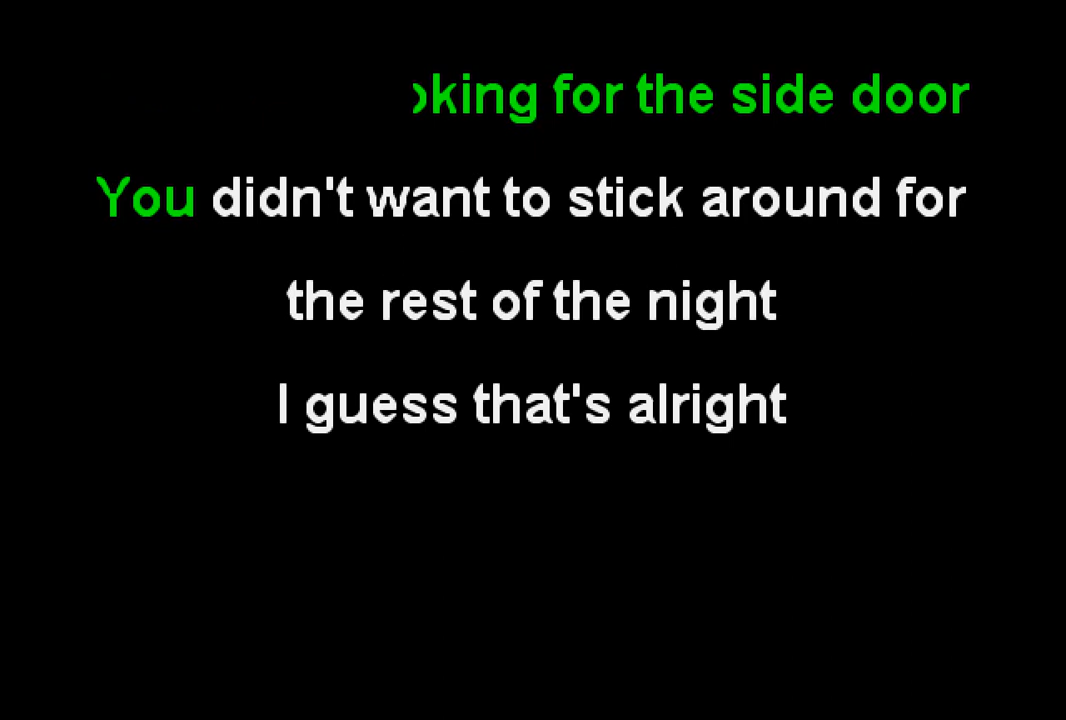 oking for the side door
You didn't want to stick around for
the rest of the night
I guess that's alright